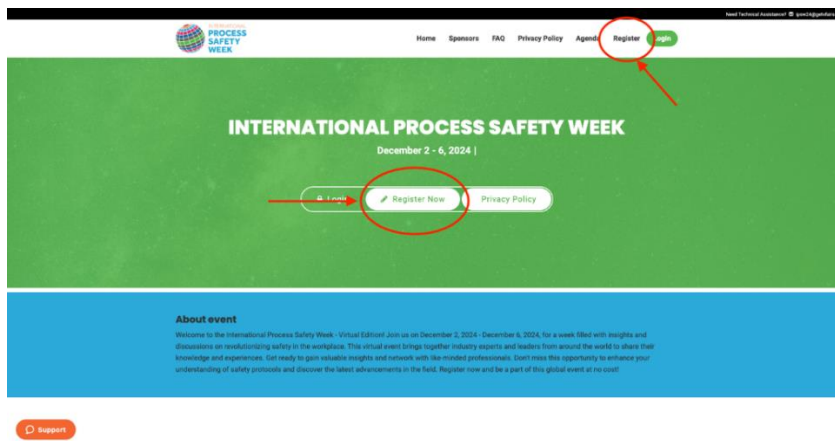 Need Technical Assistance?
INTERNATIONAL
PROCESS
SAFETY
WEEK
Home Sponsors FAQ Privacy Policy Agenda Register Login
INTERNATIONAL PROCESS SAFETY WEEK
December 2 - 6, 2024 |
Login Register Now Privacy Policy
About event
Welcome to the International Process Safety Week - Virtual Edition! Join us on December 2, 2024 - December 6, 2024, for a week filled with insights and
discussions on revolutionizing safety in the workplace. This virtual event brings together industry experts and leaders from around the world to share their
knowledge and experiences. Get ready to gain valuable insights and network with like-minded professionals. Don't miss this opportunity to enhance your
understanding of safety protocols and discover the latest advancements in the field. Register now and be a part of this global event at no cost!
Support